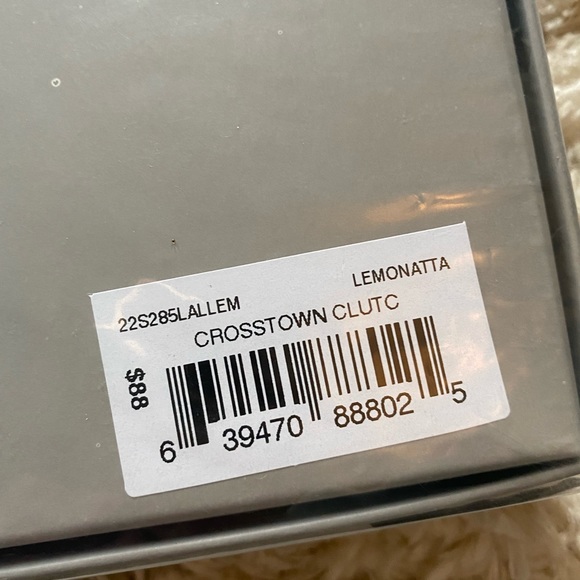 22S285LALLEM LEMONATTA
CROSSTOWN CLUTC
$88
6 39470 88802 5